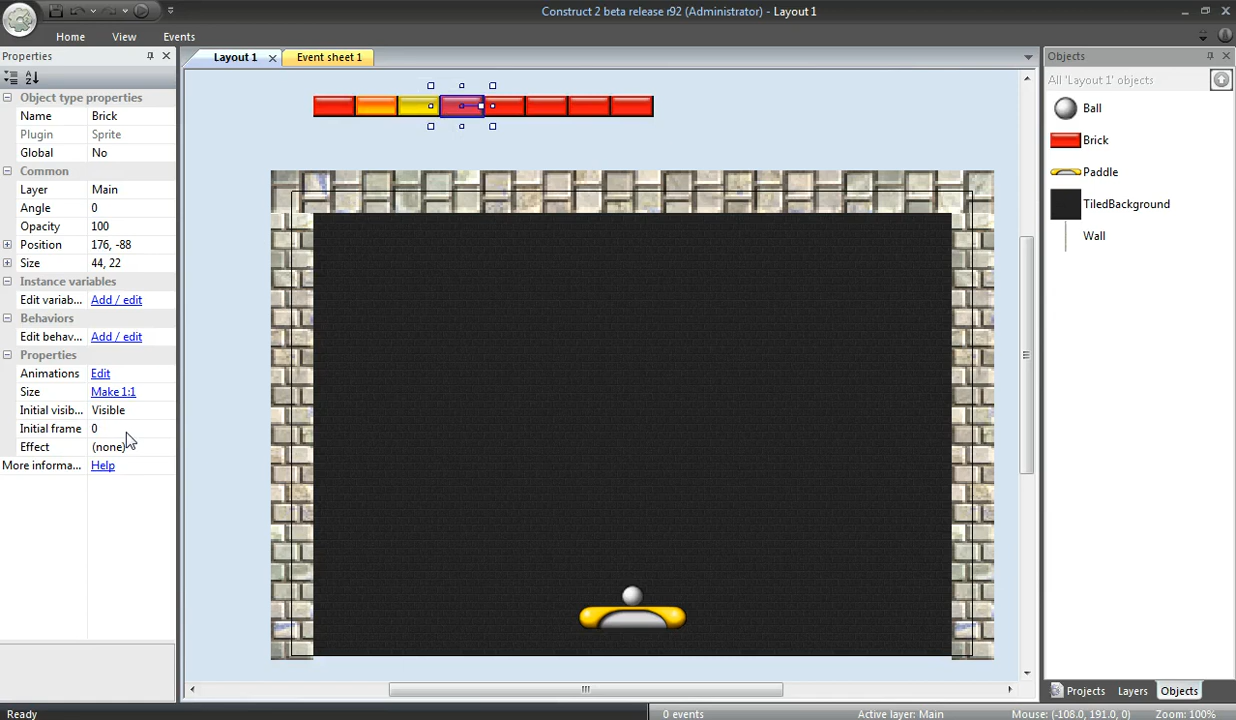 Construct 2 beta release r92 (Administrator) - Layout 1
Home View Events
Properties
Layout 1
Event sheet 1
Objects
All 'Layout 1' objects
Object type properties
Name Brick
Plugin Sprite
Global No
Common
Layer Main
Angle 0
Opacity 100
Position 176, -88
Size 44, 22
Instance variables
Edit variab... Add / edit
Behaviors
Edit behav... Add / edit
Properties
Animations Edit
Size Make 1:1
Initial visib... Visible
Initial frame 0
Effect (none)
More informa... Help
Ball
Brick
Paddle
TiledBackground
Wall
Projects Layers Objects
Ready
0 events
Active layer: Main
Mouse: (-108.0, 191.0, 0)
Zoom: 100%